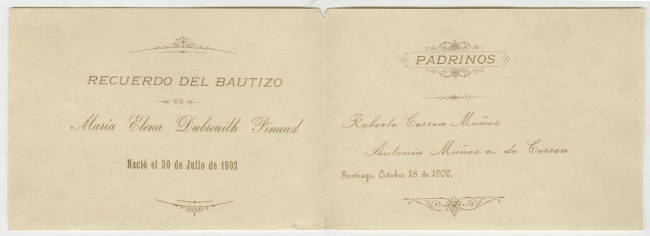 RECUERDO DEL BAUTIZO
DE
María Elena Dubreuilh Pinaud
Nació el 30 de Julio de 1902
PADRINOS
Roberto Correa Muñoz
Antonia Muñoz v. de Correa
Santiago, Octubre 18 de 1902.